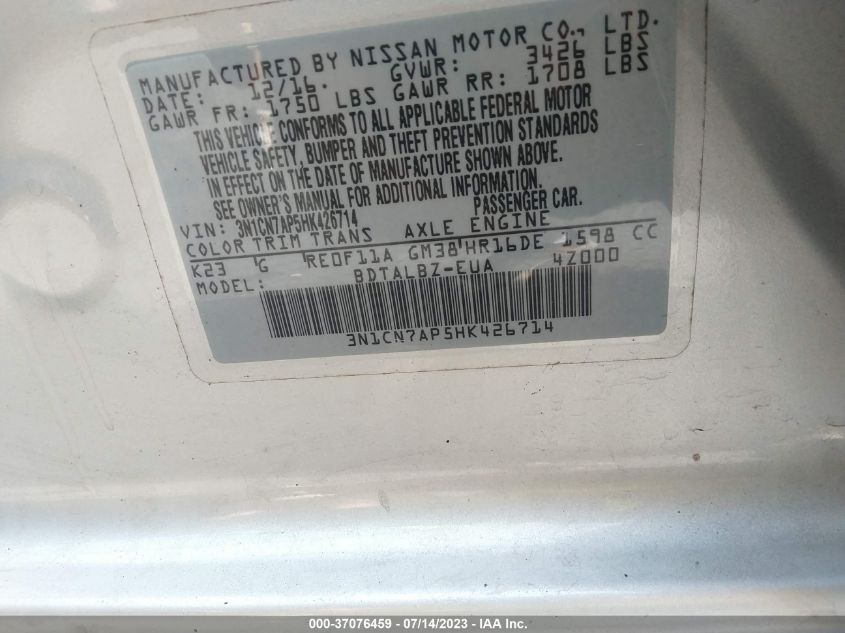 MANUFACTURED BY NISSAN MOTOR CO., LTD.
DATE: 12/16. GVWR: 3426 LBS
GAWR FR: 1750 LBS GAWR RR: 1708 LBS
THIS VEHICLE CONFORMS TO ALL APPLICABLE FEDERAL MOTOR
VEHICLE SAFETY, BUMPER AND THEFT PREVENTION STANDARDS
IN EFFECT ON THE DATE OF MANUFACTURE SHOWN ABOVE.
SEE OWNER'S MANUAL FOR ADDITIONAL INFORMATION.
VIN: 3N1CN7AP5HK426714 PASSENGER CAR.
COLOR TRIM TRANS AXLE ENGINE
K23 G RE0F11A GM38 HR16DE 1598 CC
MODEL: BDTALBZ-EUA 4Z000
3N1CN7AP5HK426714
000-37076459 - 07/14/2023 - IAA Inc.